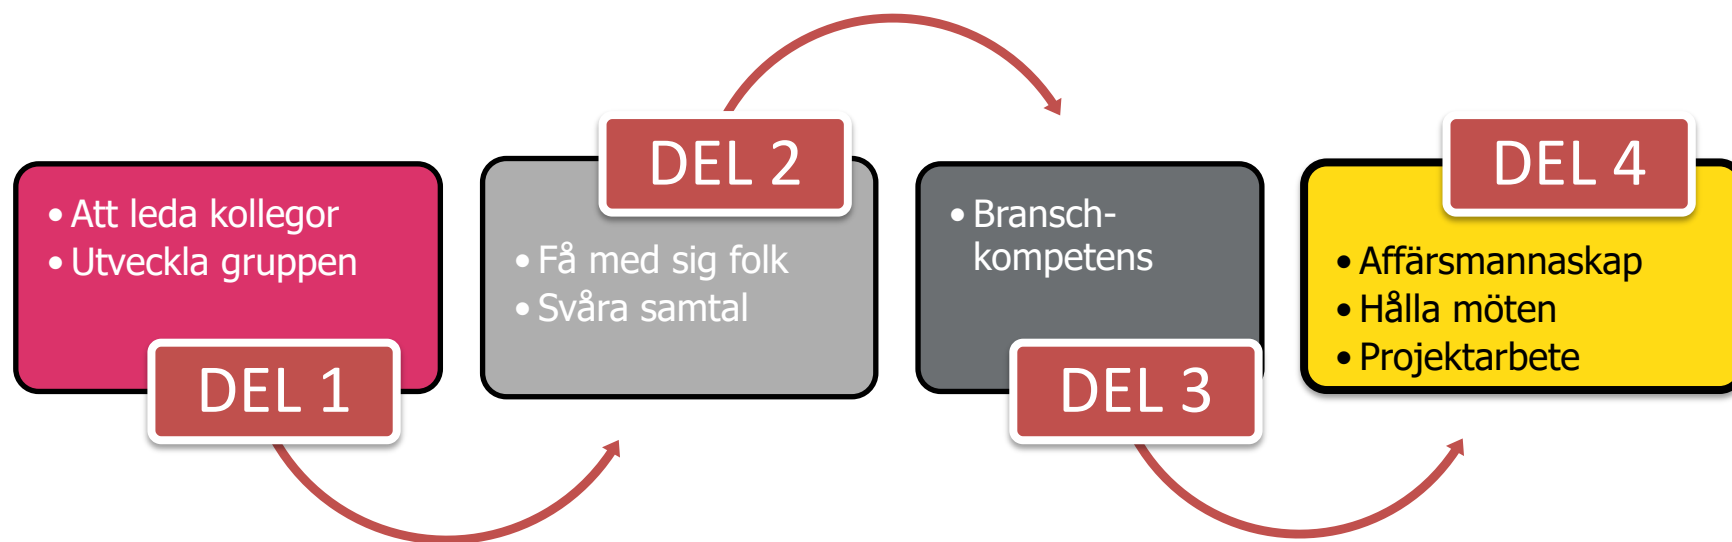 • Att leda kollegor
• Utveckla gruppen
DEL 1
DEL 2
• Få med sig folk
• Svåra samtal
• Bransch-
kompetens
DEL 3
DEL 4
• Affärsmannaskap
• Hålla möten
• Projektarbete